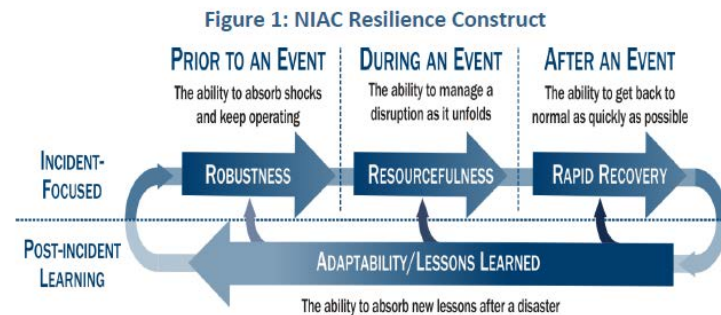 Figure 1: NIAC Resilience Construct
PRIOR TO AN EVENT
The ability to absorb shocks
and keep operating
DURING AN EVENT
The ability to manage a
disruption as it unfolds
AFTER AN EVENT
The ability to get back to
normal as quickly as possible
INCIDENT-
FOCUSED
ROBUSTNESS
RESOURCEFULNESS
RAPID RECOVERY
POST-INCIDENT
LEARNING
ADAPTABILITY/LESSONS LEARNED
The ability to absorb new lessons after a disaster